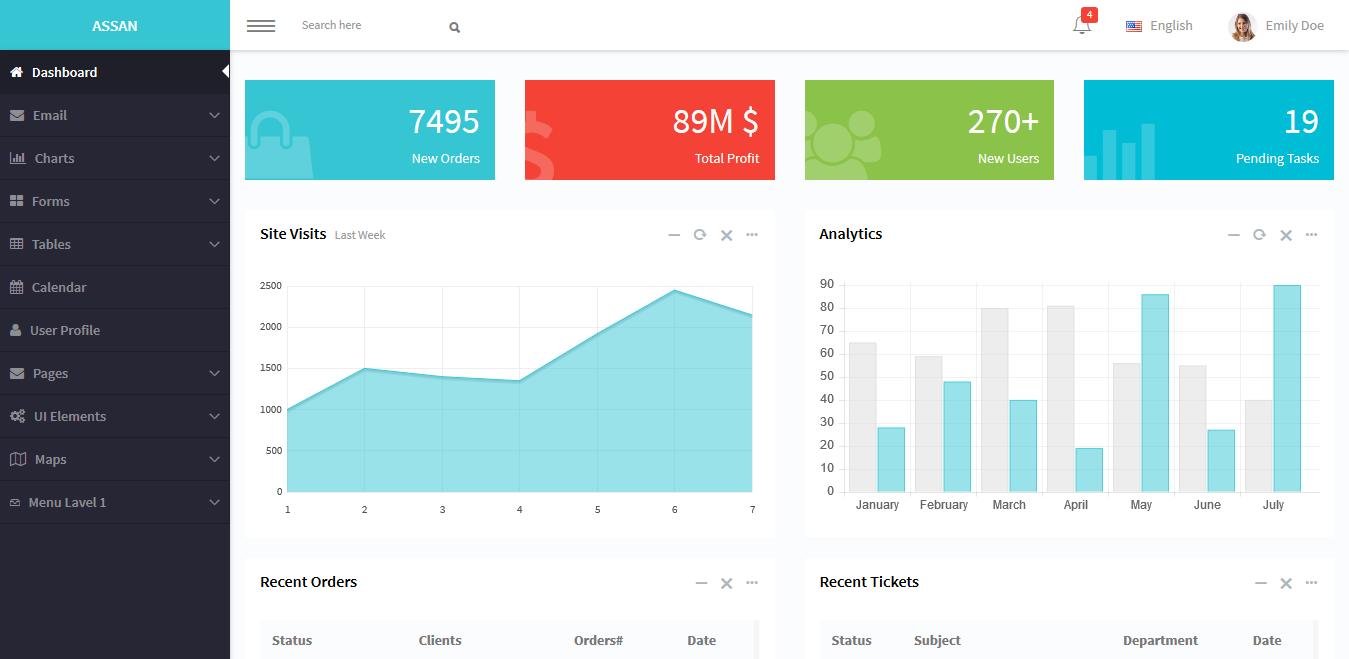 ASSAN
Search here
4
English
Emily Doe
Dashboard
Email
Charts
Forms
Tables
Calendar
User Profile
Pages
UI Elements
Maps
Menu Lavel 1
7495
New Orders
$
89M $
Total Profit
270+
New Users
19
Pending Tasks
Site Visits Last Week
2500
2000
1500
1000
500
0
1 2 3 4 5 6 7
Analytics
90
80
70
60
50
40
30
20
10
0
January February March April May June July
Recent Orders
Status Clients Orders# Date
Recent Tickets
Status Subject Department Date